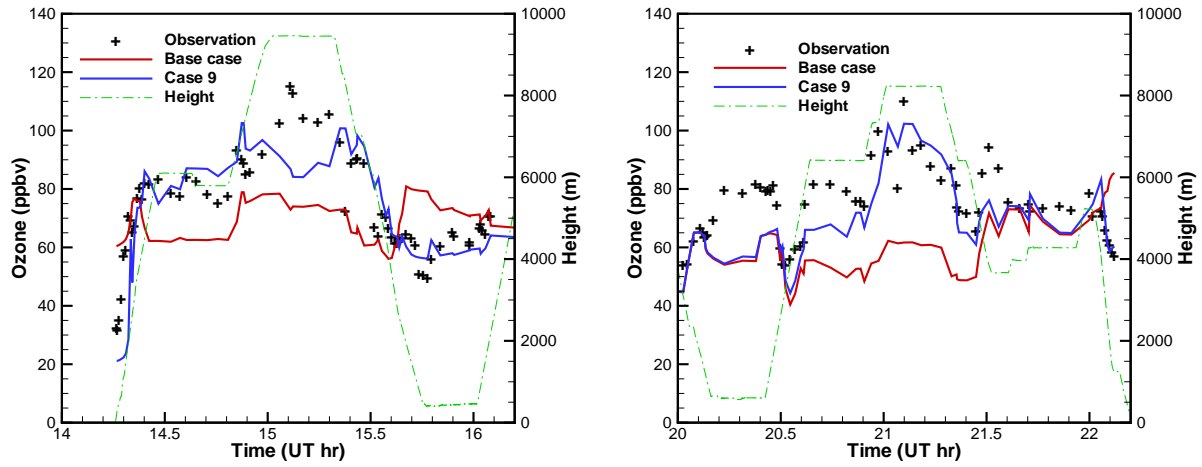 140
120
100
80
60
40
20
0
Ozone (ppbv)
Observation
Base case
Case 9
Height
10000
8000
6000
4000
2000
0
Height (m)
14 14.5 15 15.5 16
Time (UT hr)
140
120
100
80
60
40
20
0
Ozone (ppbv)
Observation
Base case
Case 9
Height
10000
8000
6000
4000
2000
0
Height (m)
20 20.5 21 21.5 22
Time (UT hr)